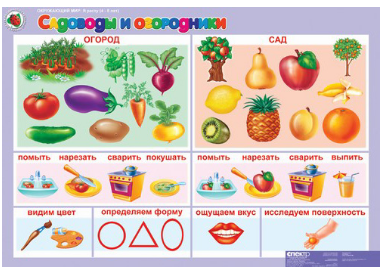 Садоводы и огородники
ОГОРОД
САД
помыть нарезать сварить покушать
помыть нарезать сварить выпить
видим цвет
определяем форму
ощущаем вкус
исследуем поверхность